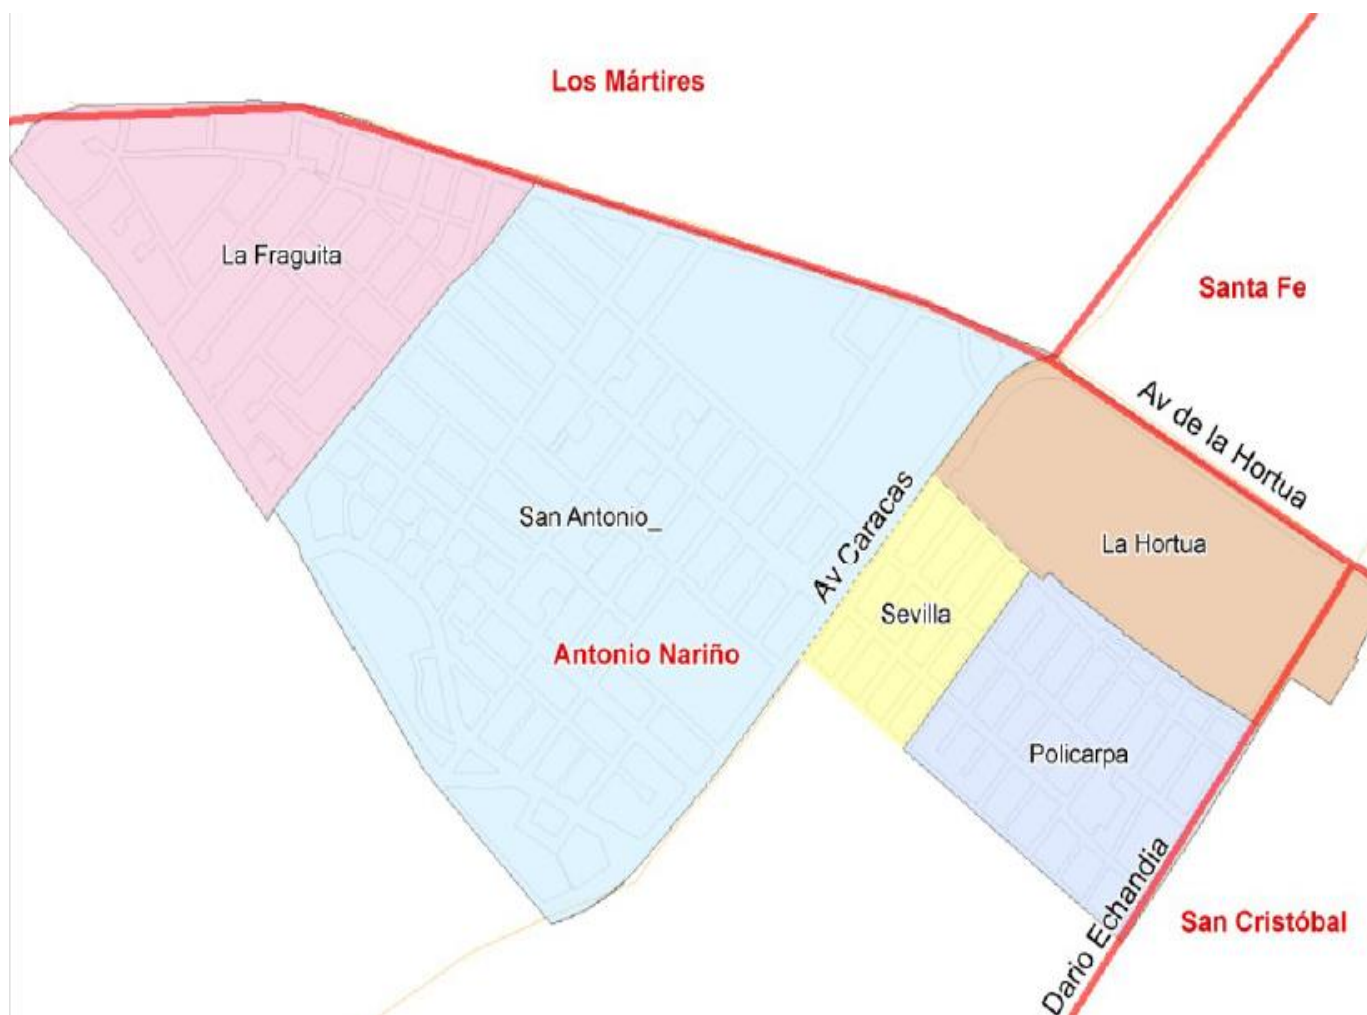 Los Mártires
La Fraguita
Santa Fe
Av de la Hortua
San Antonio_
Av Caracas
La Hortua
Sevilla
Antonio Nariño
Policarpa
Dario Echandia
San Cristóbal